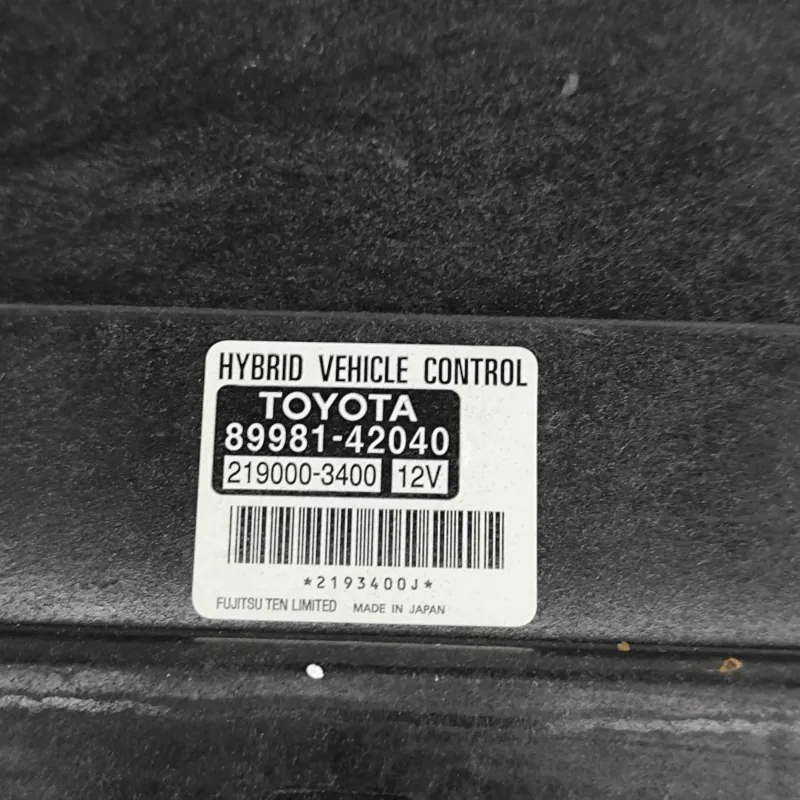 HYBRID VEHICLE CONTROL
TOYOTA
89981-42040
219000-3400 12V
*2193400J*
FUJITSU TEN LIMITED MADE IN JAPAN